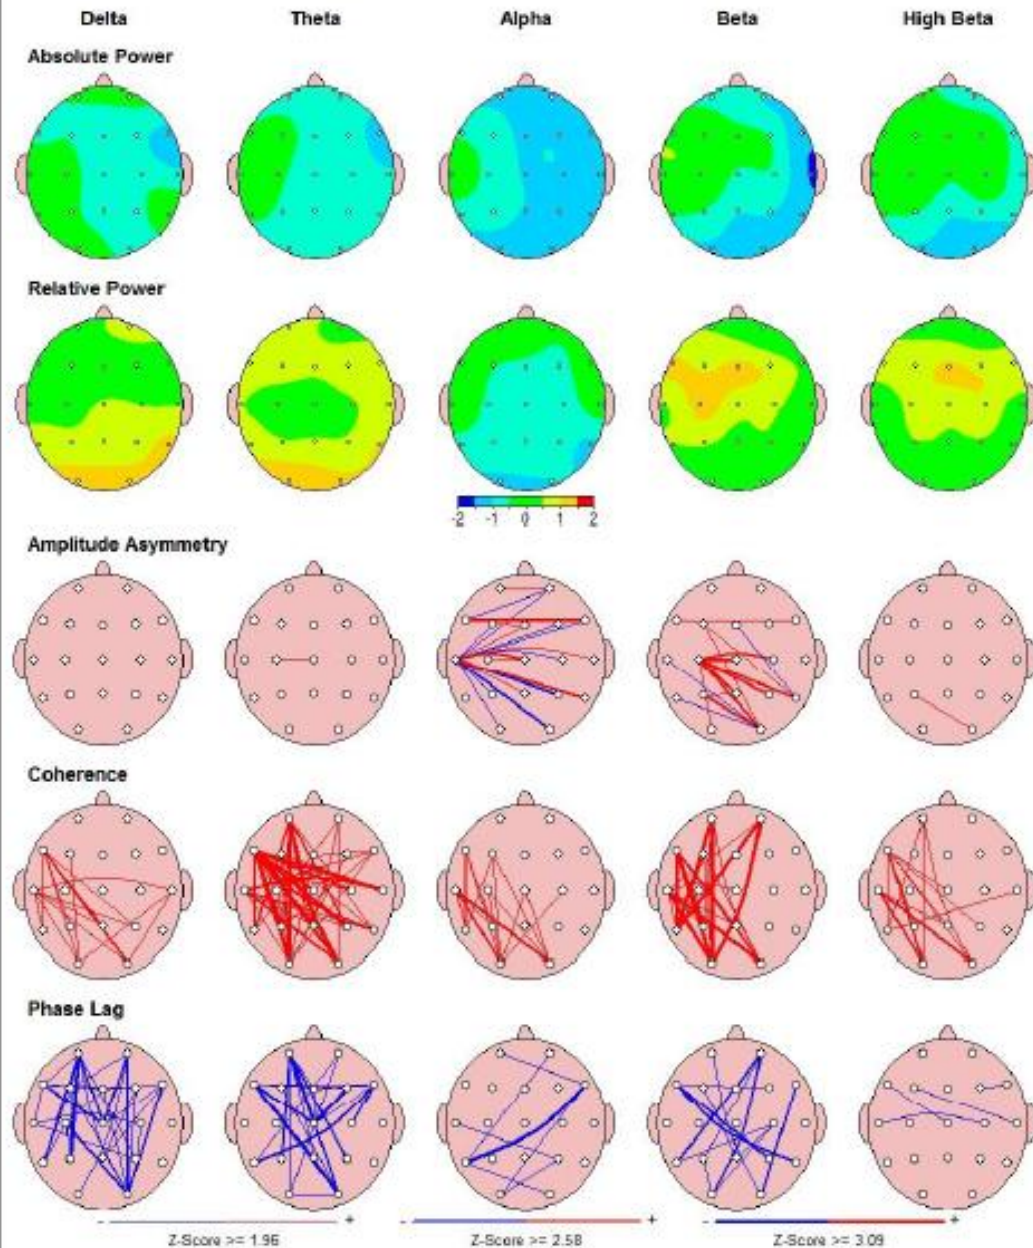 Delta Theta Alpha Beta High Beta
Absolute Power
Relative Power
-2 -1 0 1 2
Amplitude Asymmetry
Coherence
Phase Lag
- + - + - +
Z-Score >= 1.96 Z-Score >= 2.58 Z-Score >= 3.09